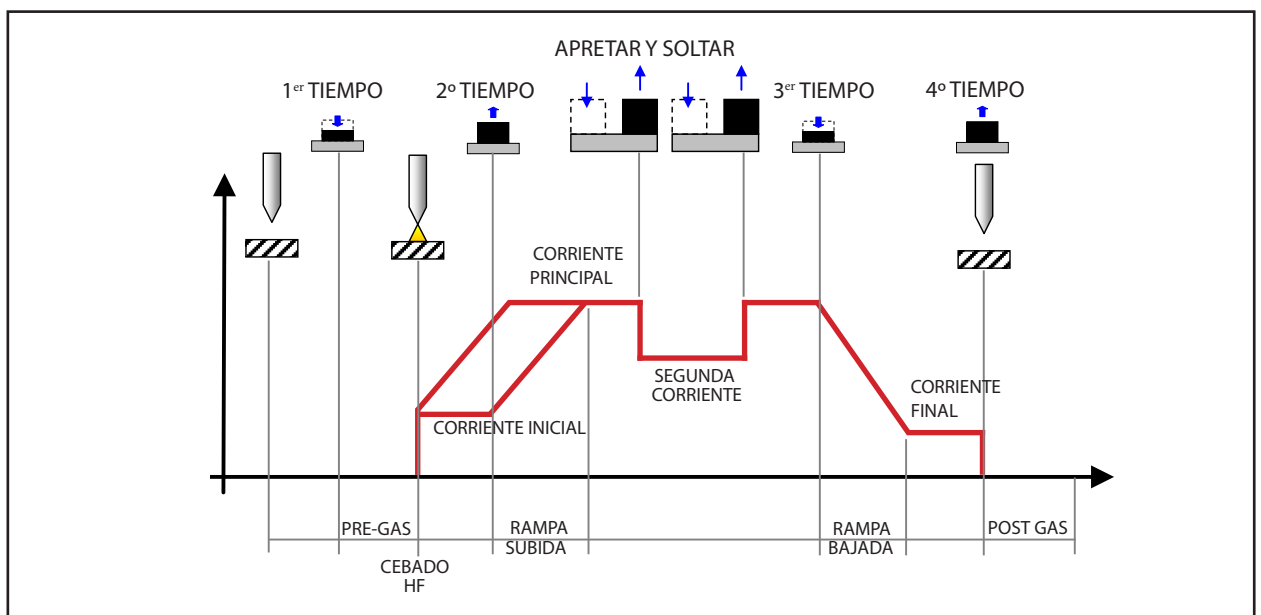 APRETAR Y SOLTAR
1er TIEMPO
2º TIEMPO
3er TIEMPO
4º TIEMPO
CORRIENTE
PRINCIPAL
SEGUNDA
CORRIENTE
CORRIENTE
FINAL
CORRIENTE INICIAL
PRE-GAS
RAMPA
SUBIDA
RAMPA
BAJADA
POST GAS
CEBADO
HF